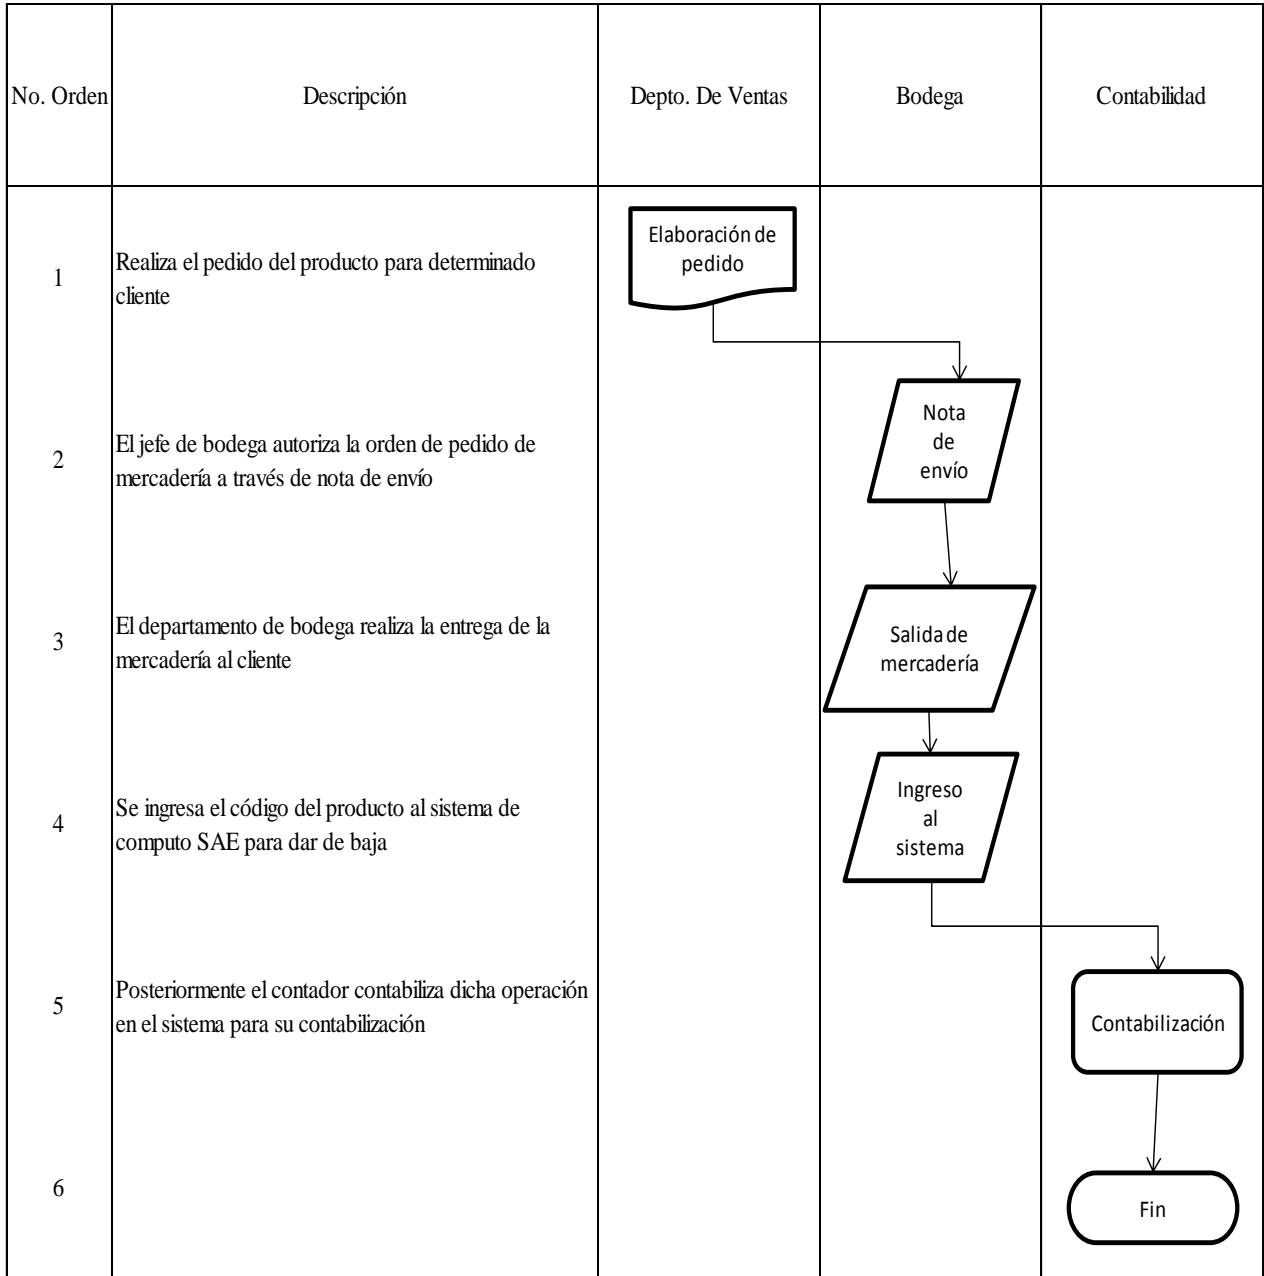 No. Orden
Descripción
Depto. De Ventas
Bodega
Contabilidad
1
Realiza el pedido del producto para determinado
cliente
Elaboración de
pedido
2
El jefe de bodega autoriza la orden de pedido de
mercadería a través de nota de envío
Nota
de
envío
3
El departamento de bodega realiza la entrega de la
mercadería al cliente
Salida de
mercadería
4
Se ingresa el código del producto al sistema de
computo SAE para dar de baja
Ingreso
al
sistema
5
Posteriormente el contador contabiliza dicha operación
en el sistema para su contabilización
Contabilización
6
Fin